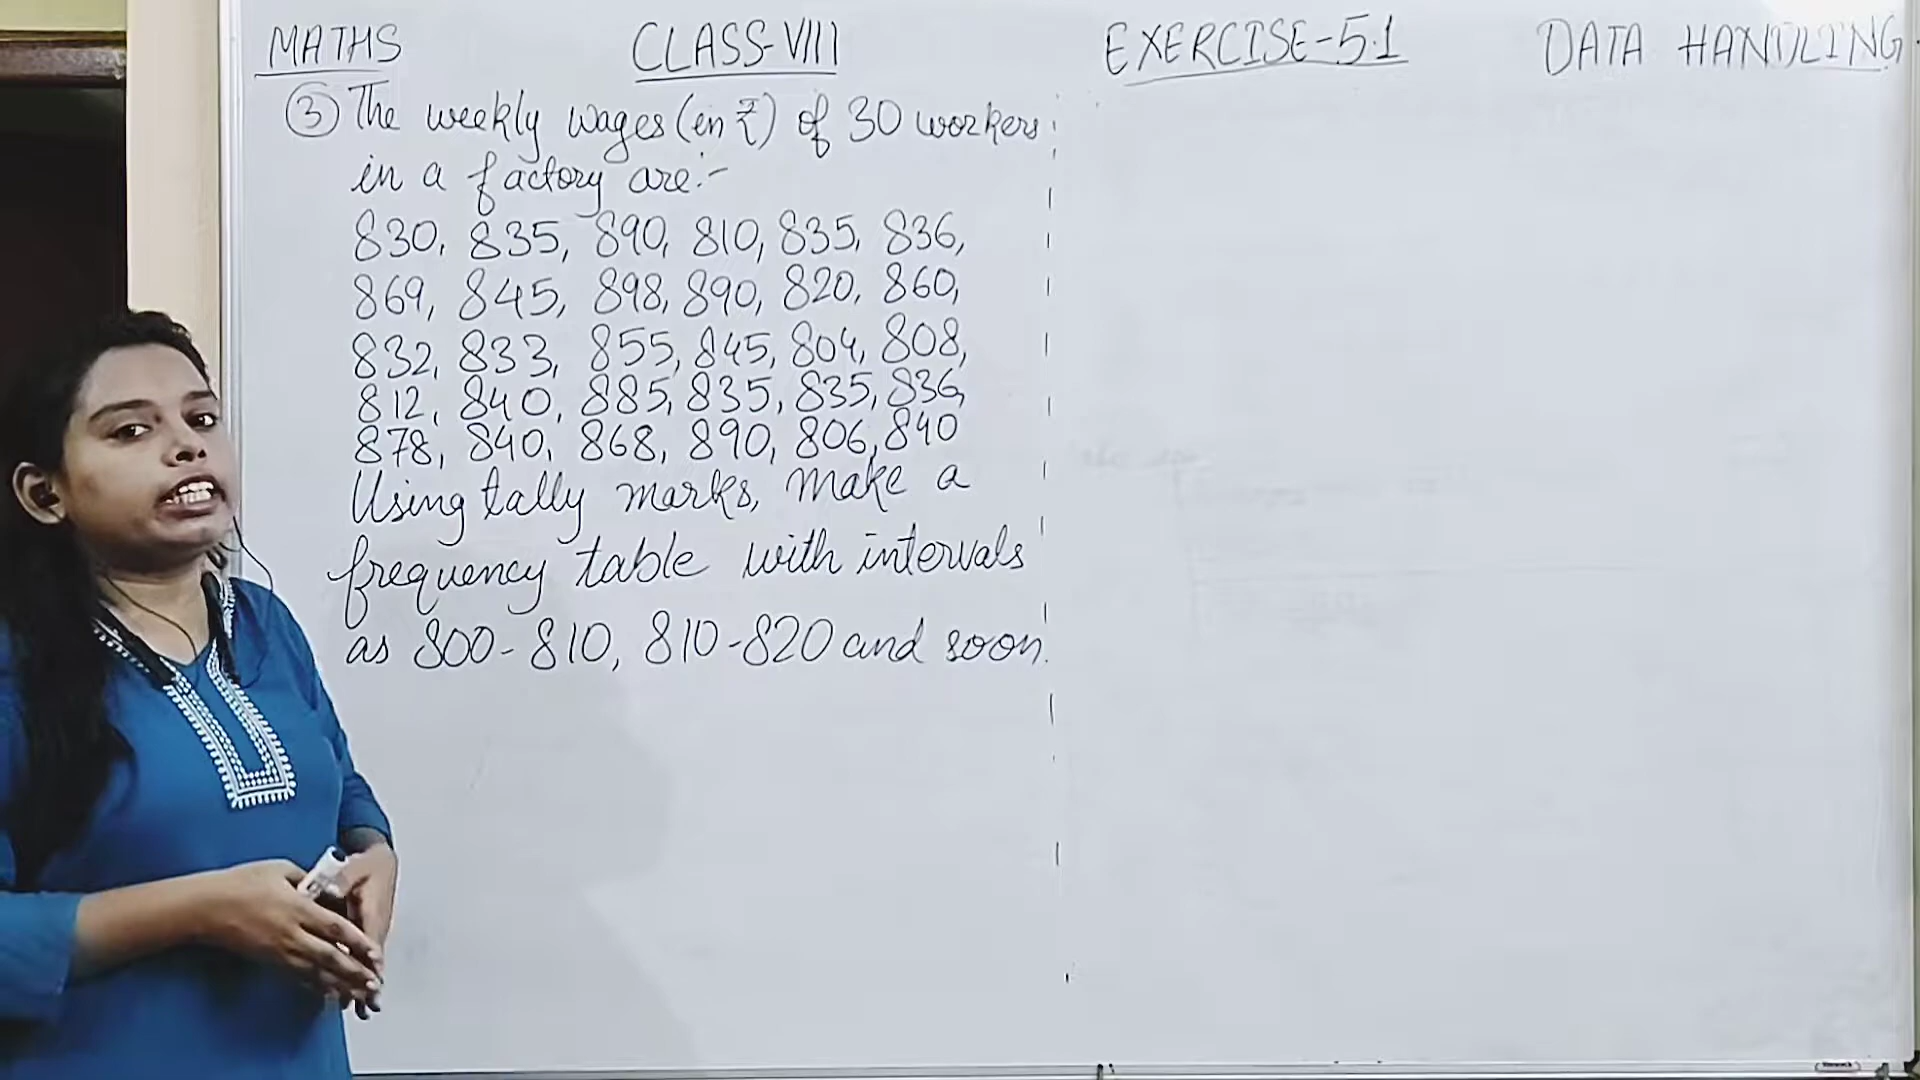 MATHS CLASS-VIII EXERCISE-5.1 DATA HANDLING
③ The weekly wages (in ₹) of 30 workers
in a factory are:-
830, 835, 890, 810, 835, 836,
869, 845, 898, 890, 820, 860,
832, 833, 855, 845, 804, 808,
812, 840, 885, 835, 835, 836,
878, 840, 868, 890, 806, 840
Using tally marks, make a
frequency table with intervals
as 800-810, 810-820 and soon.